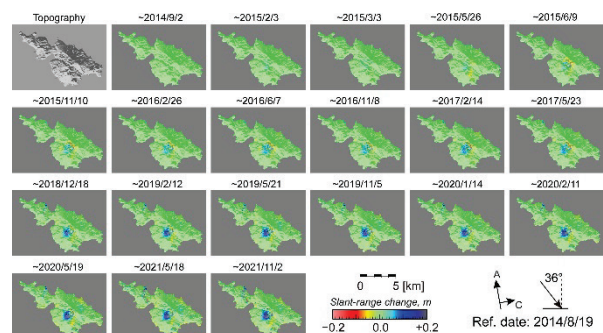 Topography ~2014/9/2 ~2015/2/3 ~2015/3/3 ~2015/5/26 ~2015/6/9
~2015/11/10 ~2016/2/26 ~2016/6/7 ~2016/11/8 ~2017/2/14 ~2017/5/23
~2018/12/18 ~2019/2/12 ~2019/5/21 ~2019/11/5 ~2020/1/14 ~2020/2/11
~2020/5/19 ~2021/5/18 ~2021/11/2
0 5 [km]
Slant-range change, m
−0.2 0.0 +0.2
A
C
36°
Ref. date: 2014/8/19